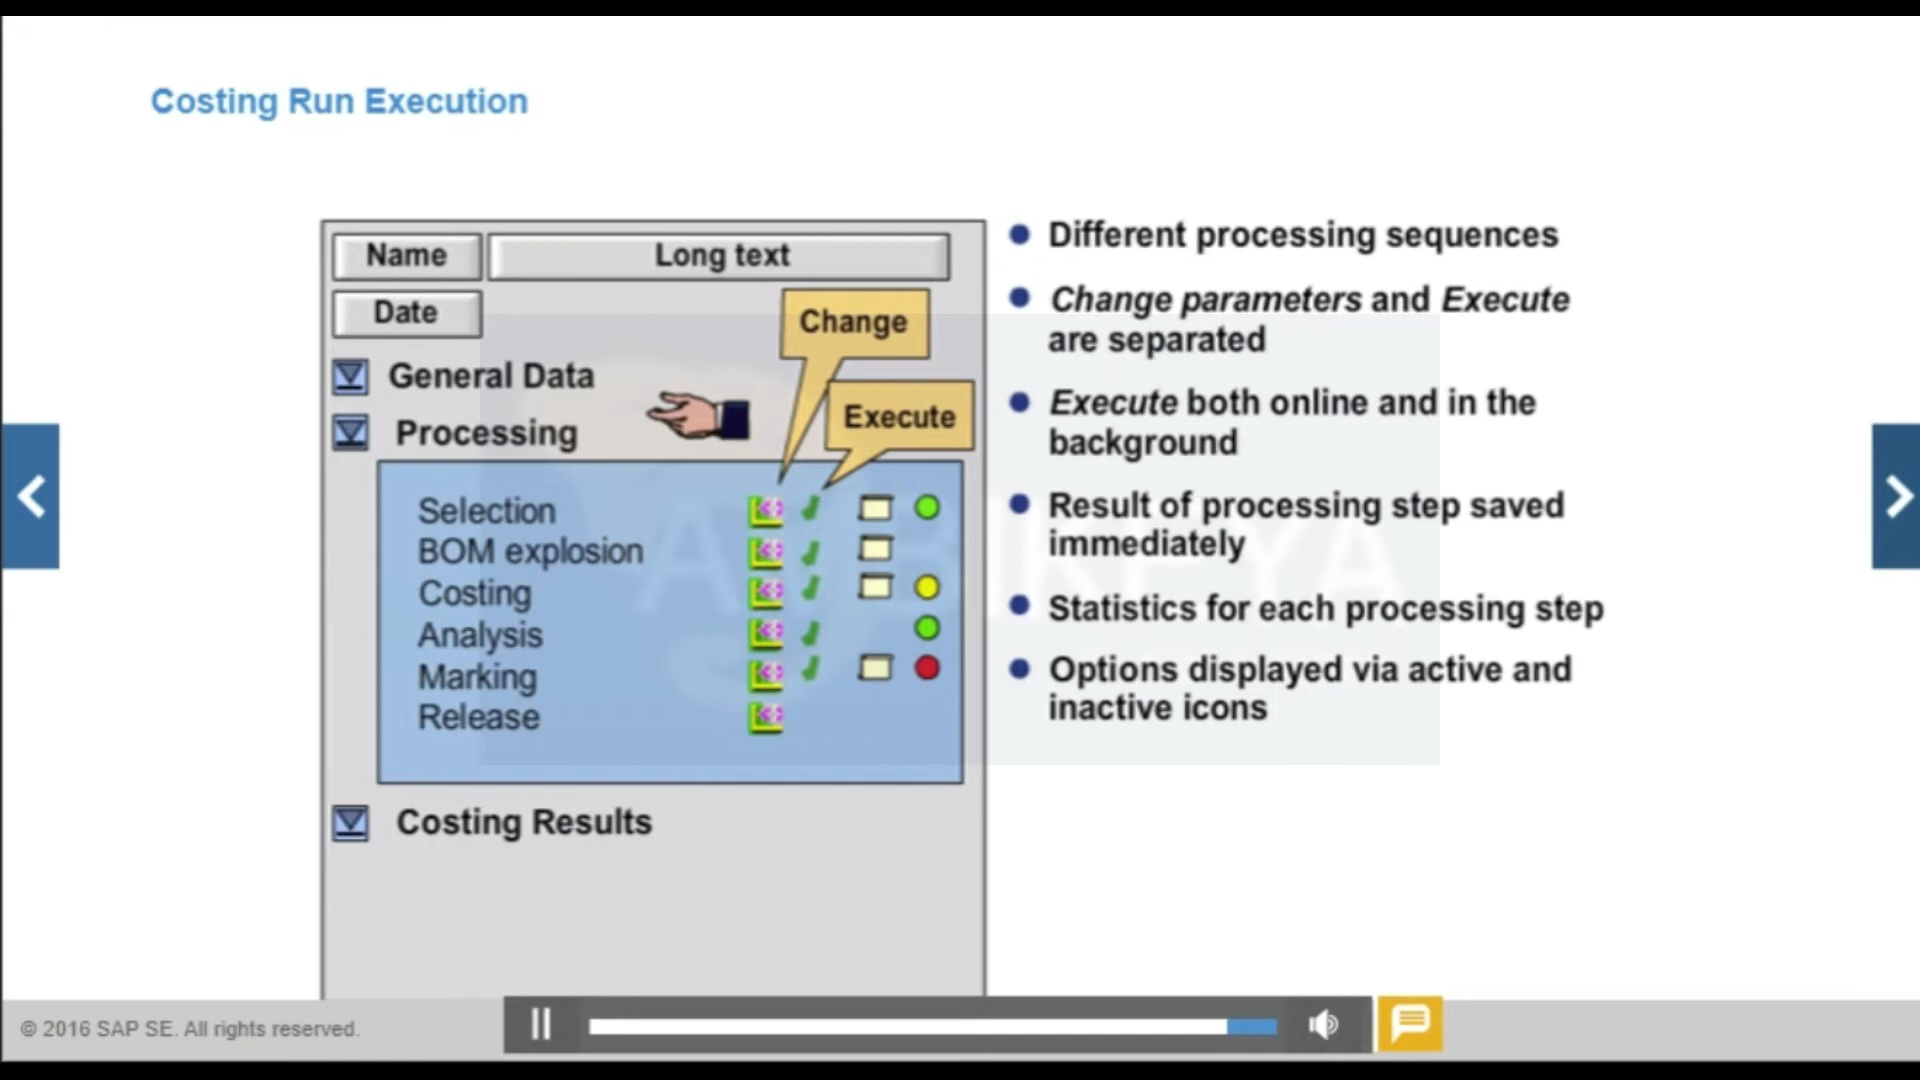 Costing Run Execution
Name
Long text
Date
Change
General Data
Execute
Processing
Selection
BOM explosion
Costing
Analysis
Marking
Release
Costing Results
Different processing sequences
Change parameters and Execute
are separated
Execute both online and in the
background
Result of processing step saved
immediately
Statistics for each processing step
Options displayed via active and
inactive icons
© 2016 SAP SE. All rights reserved.